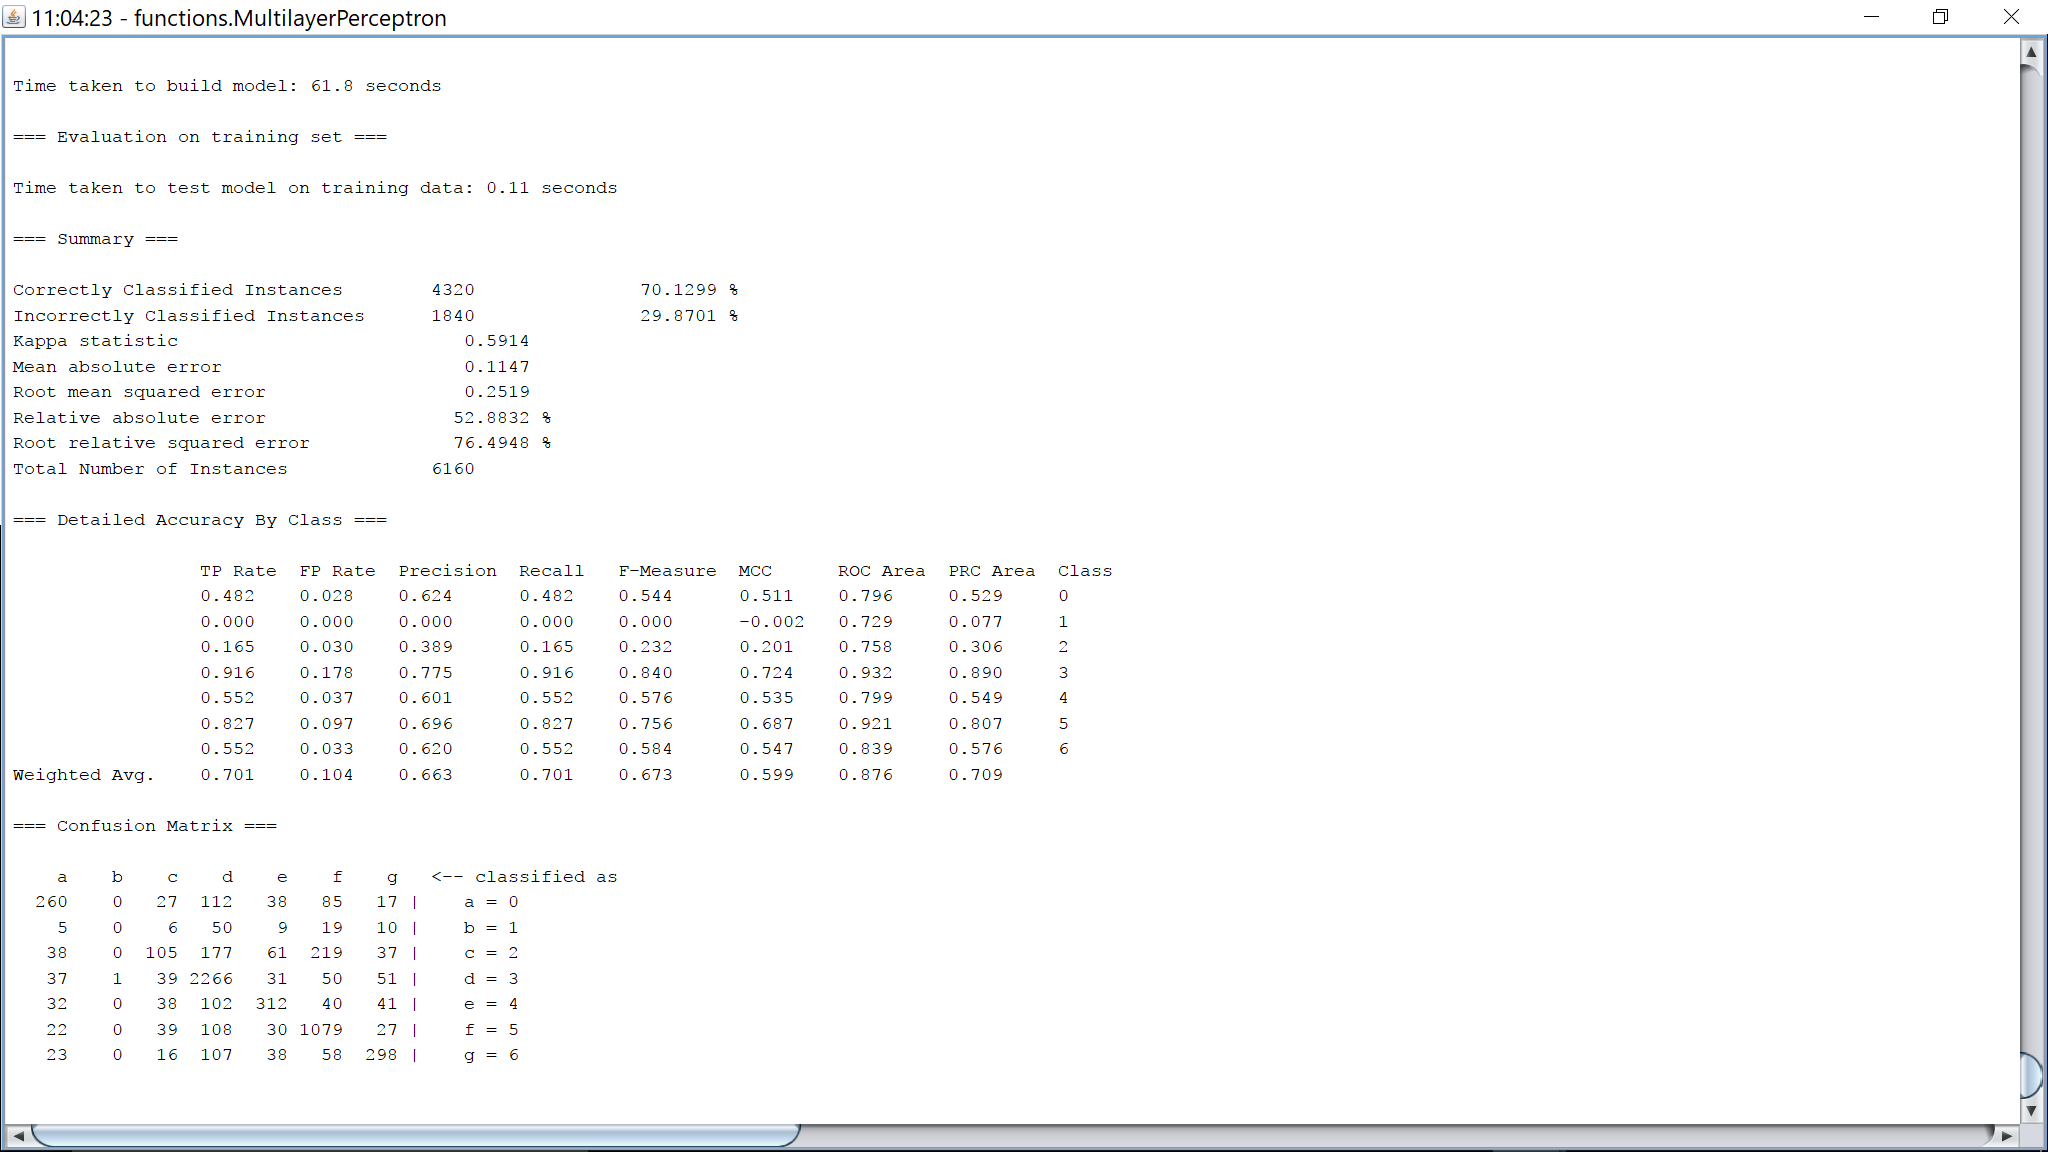 11:04:23 - functions.MultilayerPerceptron
Time taken to build model: 61.8 seconds
=== Evaluation on training set ===
Time taken to test model on training data: 0.11 seconds
=== Summary ===
Correctly Classified Instances 4320 70.1299 %
Incorrectly Classified Instances 1840 29.8701 %
Kappa statistic 0.5914
Mean absolute error 0.1147
Root mean squared error 0.2519
Relative absolute error 52.8832 %
Root relative squared error 76.4948 %
Total Number of Instances 6160
=== Detailed Accuracy By Class ===
TP Rate FP Rate Precision Recall F-Measure MCC ROC Area PRC Area Class
0.482 0.028 0.624 0.482 0.544 0.511 0.796 0.529 0
0.000 0.000 0.000 0.000 0.000 -0.002 0.729 0.077 1
0.165 0.030 0.389 0.165 0.232 0.201 0.758 0.306 2
0.916 0.178 0.775 0.916 0.840 0.724 0.932 0.890 3
0.552 0.037 0.601 0.552 0.576 0.535 0.799 0.549 4
0.827 0.097 0.696 0.827 0.756 0.687 0.921 0.807 5
0.552 0.033 0.620 0.552 0.584 0.547 0.839 0.576 6
Weighted Avg. 0.701 0.104 0.663 0.701 0.673 0.599 0.876 0.709
=== Confusion Matrix ===
a b c d e f g <-- classified as
260 0 27 112 38 85 17 | a = 0
5 0 6 50 9 19 10 | b = 1
38 0 105 177 61 219 37 | c = 2
37 1 39 2266 31 50 51 | d = 3
32 0 38 102 312 40 41 | e = 4
22 0 39 108 30 1079 27 | f = 5
23 0 16 107 38 58 298 | g = 6